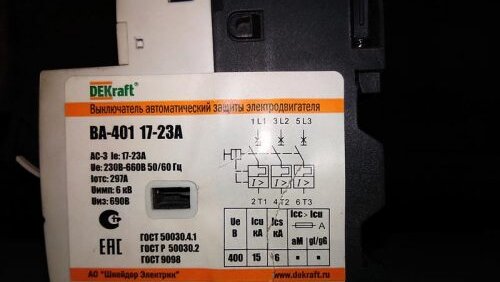 DEKraft®
Выключатель автоматический защиты электродвигателя
ВА-401 17-23А
АС-3 Ie: 17-23А
Uе: 230В-660В 50/60 Гц
Iотс: 297А
Uимп: 6 кВ
Uиз: 690В
1 L1 3 L2 5 L3
I > I > I >
2 T1 4 T2 6 T3
ЕАС
ГОСТ 50030.4.1
ГОСТ Р 50030.2
ГОСТ 9098
АО "Шнейдер Электрик"
Ue В Icu кА Ics кА Icc > Icu A
aM gl/gG
400 15 6
www.dekraft.ru